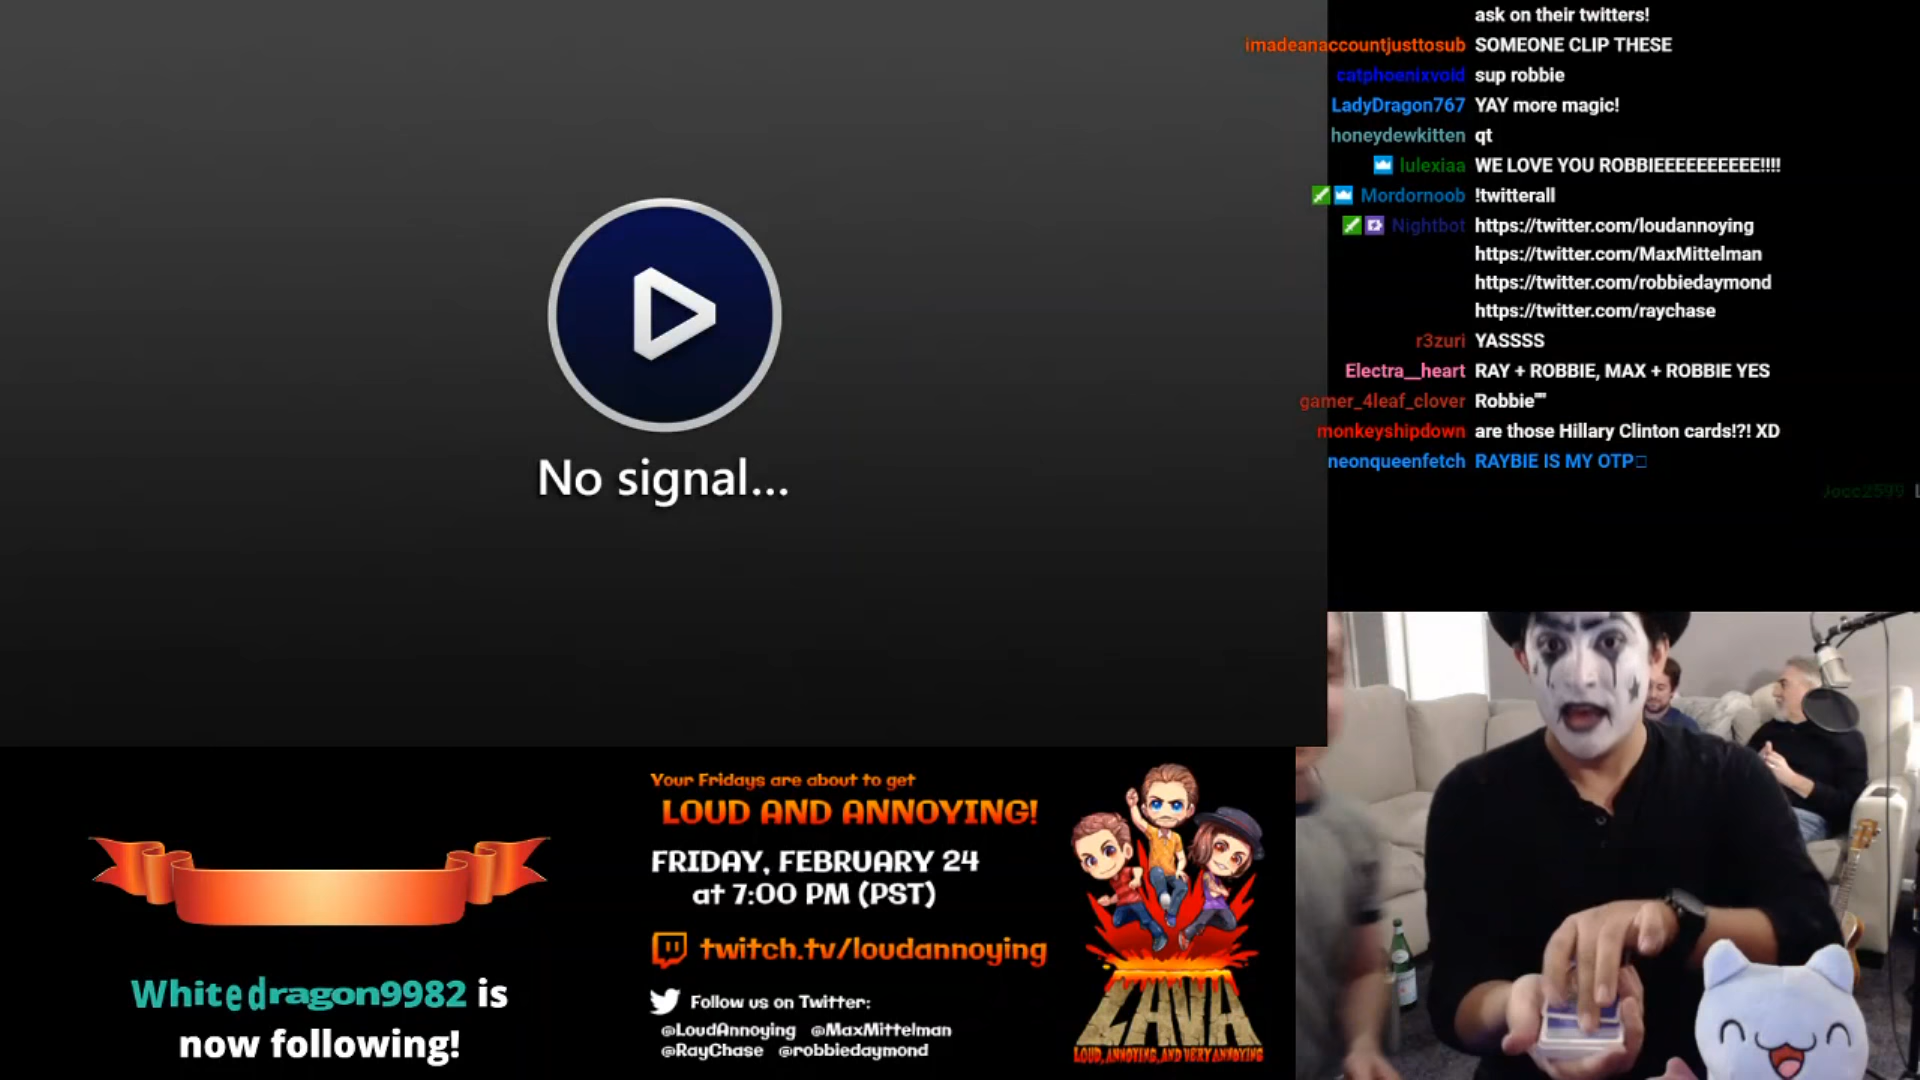 ask on their twitters!
imadeanaccountjusttosub SOMEONE CLIP THESE
catphoenixvoid sup robbie
LadyDragon767 YAY more magic!
honeydewkitten qt
lulexiaa WE LOVE YOU ROBBIEEEEEEEEEE!!!!
Mordornoob !twitterall
Nightbot https://twitter.com/loudannoying
https://twitter.com/MaxMittelman
https://twitter.com/robbiedaymond
https://twitter.com/raychase
r3zuri YASSSS
Electra__heart RAY + ROBBIE, MAX + ROBBIE YES
gamer_4leaf_clover Robbie""
monkeyshipdown are those Hillary Clinton cards!?! XD
neonqueenfetch RAYBIE IS MY OTP
Jocc2599
No signal...
Whitedragon9982 is
now following!
Your Fridays are about to get
LOUD AND ANNOYING!
FRIDAY, FEBRUARY 24
at 7:00 PM (PST)
twitch.tv/loudannoying
Follow us on Twitter:
@LoudAnnoying @MaxMittelman
@RayChase @robbiedaymond
LAVA
LOUD, ANNOYING, AND VERY ANNOYING